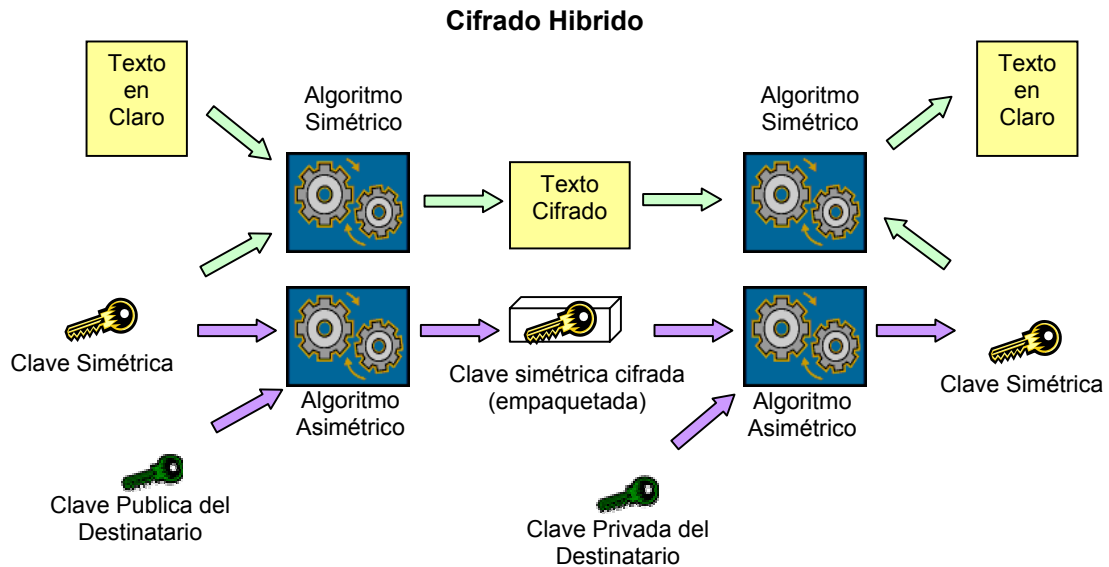 Cifrado Hibrido
Texto
en
Claro
Algoritmo
Simétrico
Texto
Cifrado
Algoritmo
Simétrico
Texto
en
Claro
Clave Simétrica
Algoritmo
Asimétrico
Clave simétrica cifrada
(empaquetada)
Algoritmo
Asimétrico
Clave Simétrica
Clave Publica del
Destinatario
Clave Privada del
Destinatario